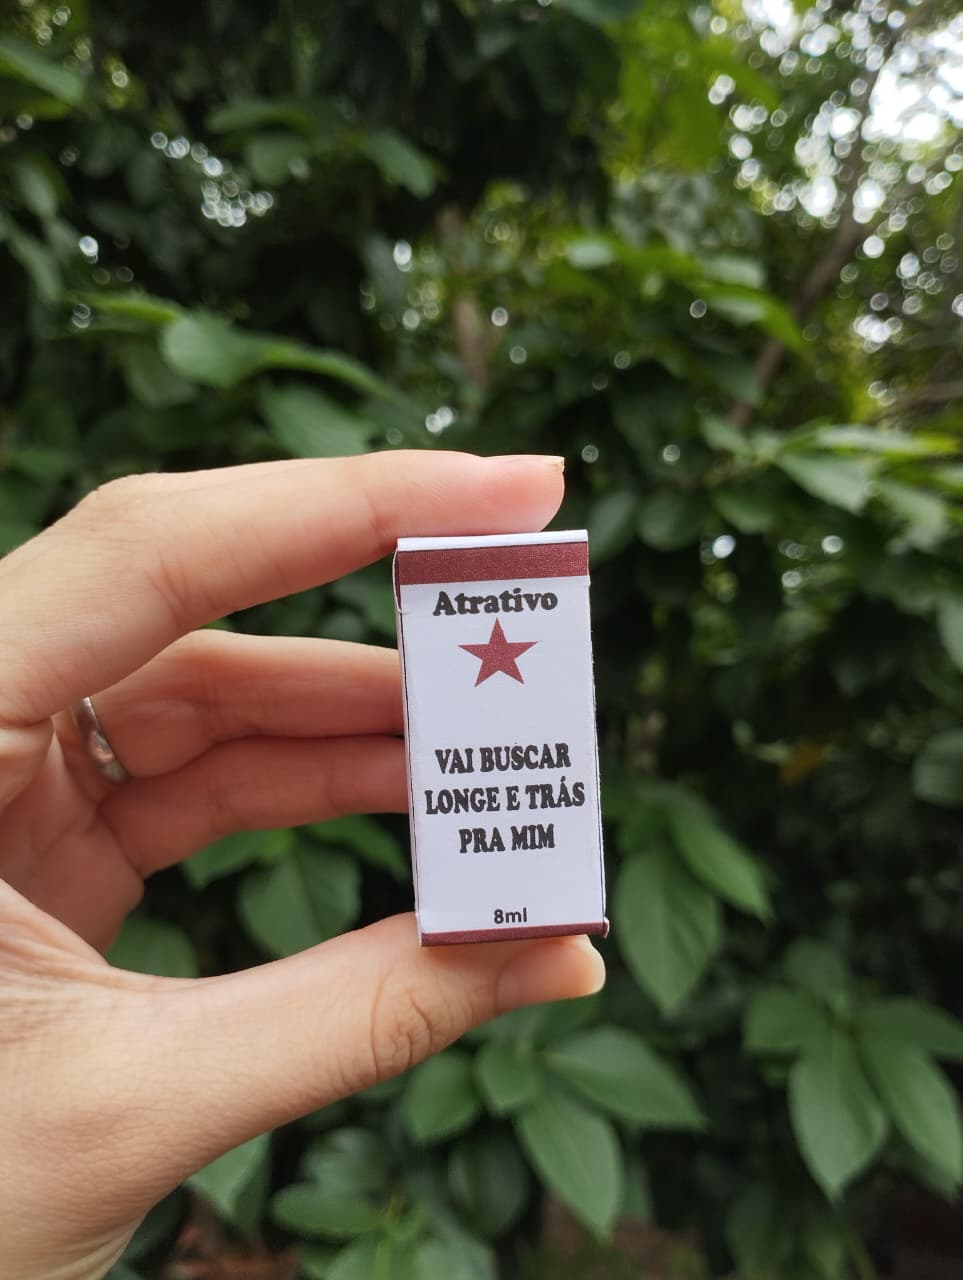 Atrativo
VAI BUSCAR
LONGE E TRÁS
PRA MIM
8ml